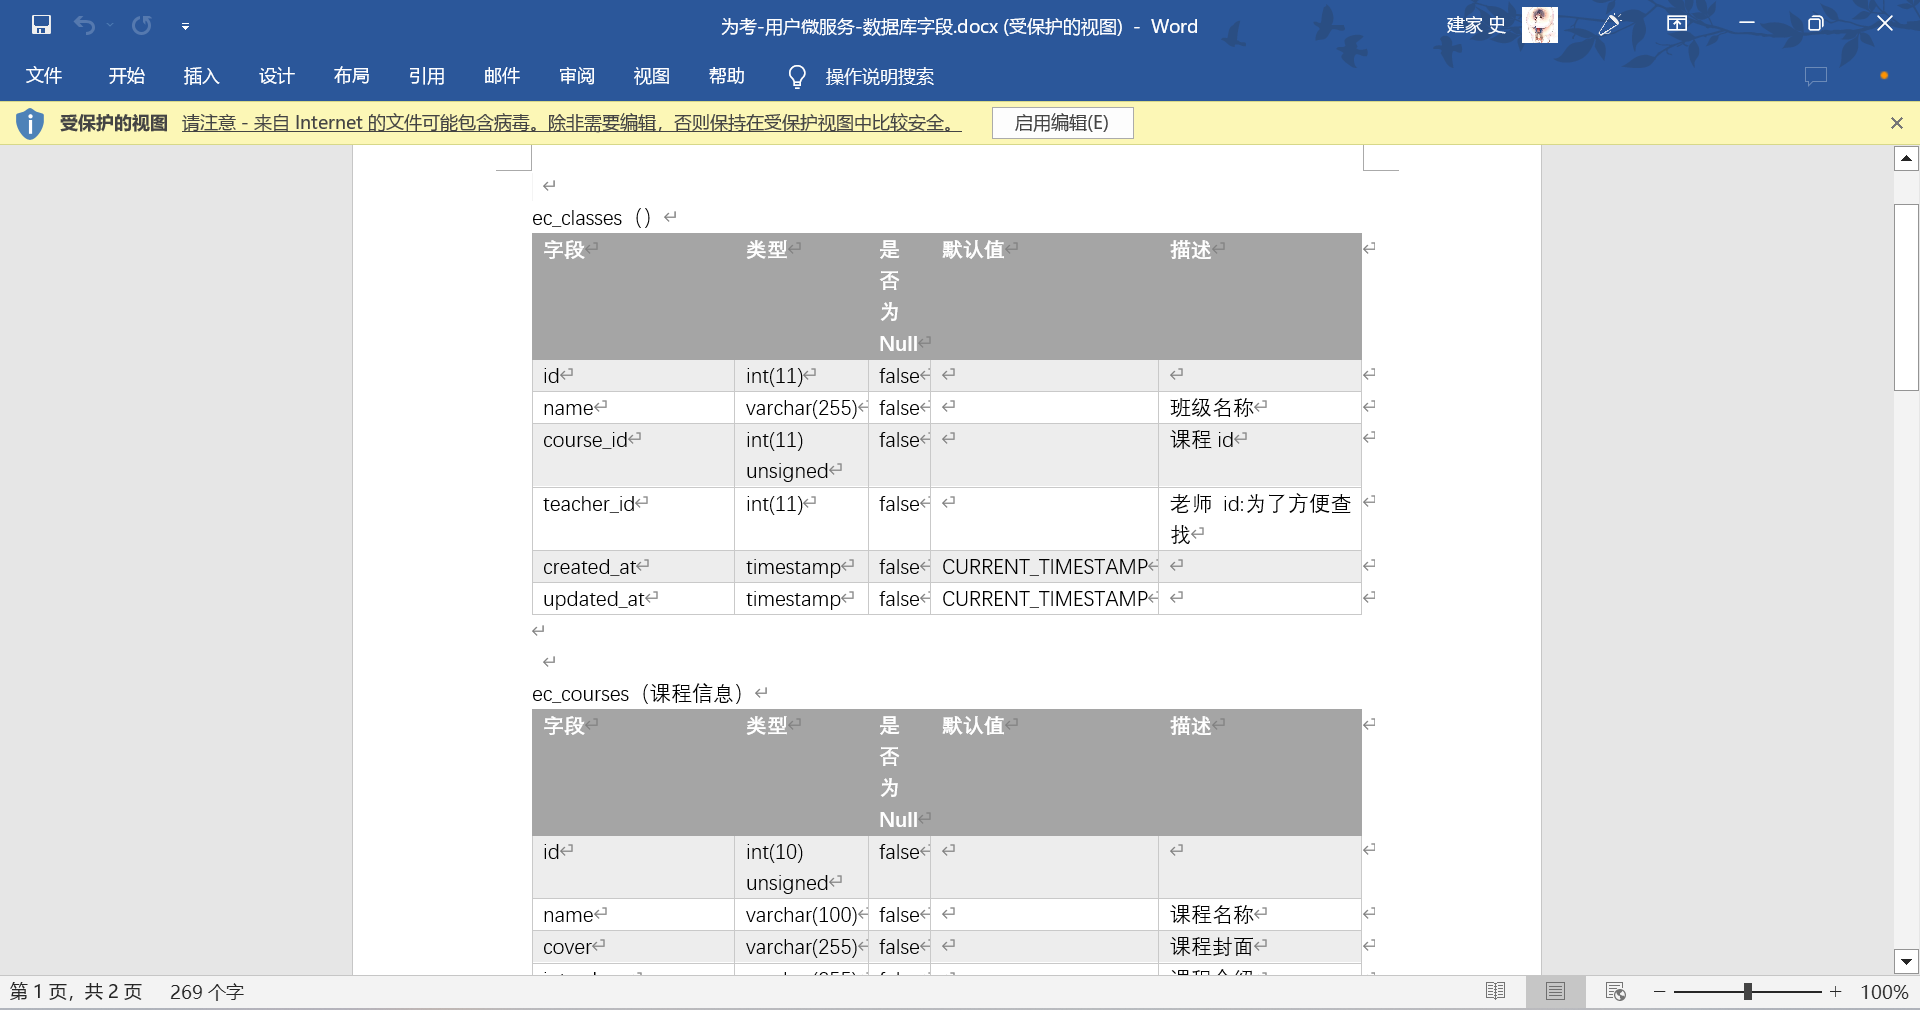 为考-用户微服务-数据库字段.docx (受保护的视图) - Word
建家 史
文件 开始 插入 设计 布局 引用 邮件 审阅 视图 帮助 操作说明搜索
受保护的视图 请注意 - 来自 Internet 的文件可能包含病毒。除非需要编辑，否则保持在受保护视图中比较安全。 启用编辑(E)
ec_classes（）
字段 类型 是否为Null 默认值 描述
id int(11) false
name varchar(255) false 班级名称
course_id int(11) unsigned false 课程 id
teacher_id int(11) false 老师 id:为了方便查找
created_at timestamp false CURRENT_TIMESTAMP
updated_at timestamp false CURRENT_TIMESTAMP
ec_courses（课程信息）
字段 类型 是否为Null 默认值 描述
id int(10) unsigned false
name varchar(100) false 课程名称
cover varchar(255) false 课程封面
第 1 页，共 2 页 269 个字 100%